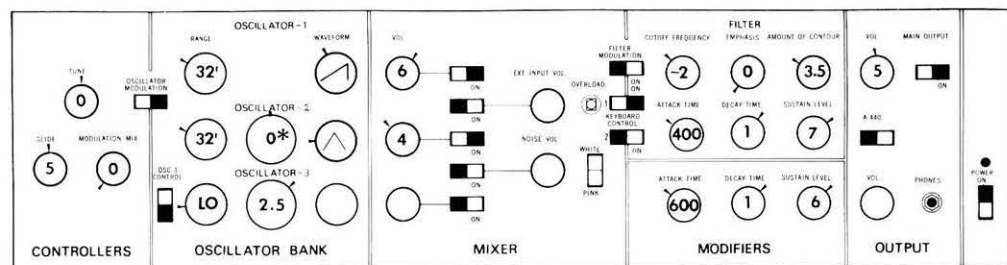 OSCILLATOR-1
FILTER
RANGE
WAVEFORM
VOL
FILTER MODULATION
CUTOFF FREQUENCY
EMPHASIS
AMOUNT OF CONTOUR
VOL
MAIN OUTPUT
TUNE
0
OSCILLATOR MODULATION
32'
6
ON
EXT INPUT VOL
OVERLOAD
ON
ON
-2
0
3.5
5
ON
OSCILLATOR-2
ON
1
KEYBOARD CONTROL
2
ATTACK TIME
DECAY TIME
SUSTAIN LEVEL
A 440
GLIDE
5
MODULATION MIX
0
32'
0*
4
ON
NOISE VOL
WHITE
PINK
ON
400
1
7
OSCILLATOR-3
OSC. 3 CONTROL
LO
2.5
ON
ON
ATTACK TIME
DECAY TIME
SUSTAIN LEVEL
600
1
6
VOL
PHONES
POWER ON
CONTROLLERS
OSCILLATOR BANK
MIXER
MODIFIERS
OUTPUT